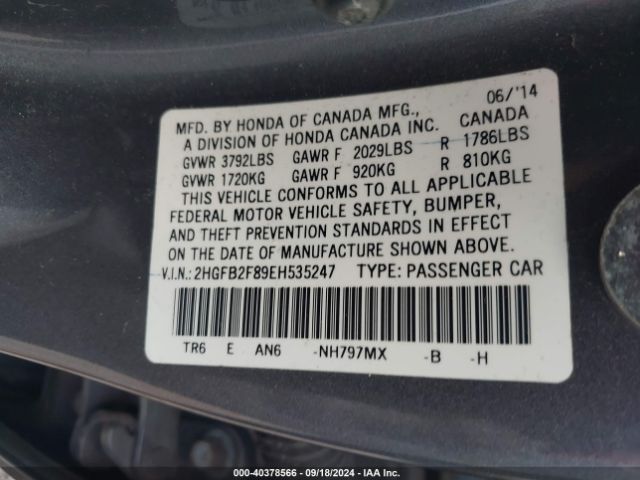 06/'14
MFD. BY HONDA OF CANADA MFG., CANADA
A DIVISION OF HONDA CANADA INC.
GVWR 3792LBS GAWR F 2029LBS R 1786LBS
GVWR 1720KG GAWR F 920KG R 810KG
THIS VEHICLE CONFORMS TO ALL APPLICABLE
FEDERAL MOTOR VEHICLE SAFETY, BUMPER,
AND THEFT PREVENTION STANDARDS IN EFFECT
ON THE DATE OF MANUFACTURE SHOWN ABOVE.
V.I.N.: 2HGFB2F89EH535247 TYPE: PASSENGER CAR
TR6 E AN6 -NH797MX -B -H
000-40378566 - 09/18/2024 - IAA Inc.